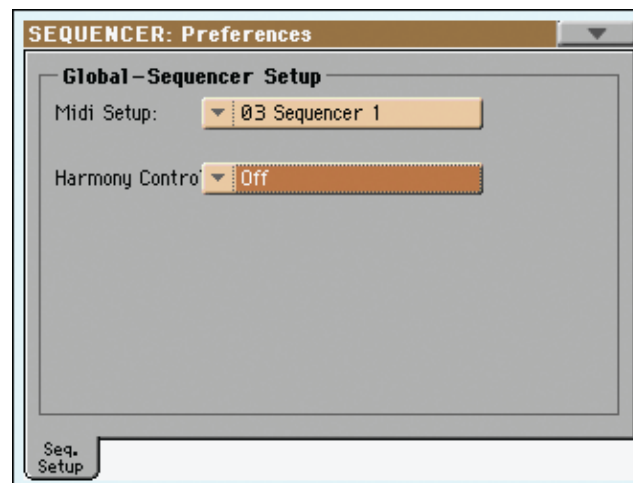 SEQUENCER: Preferences
Global-Sequencer Setup
Midi Setup: 03 Sequencer 1
Harmony Contro Off
Seq.
Setup